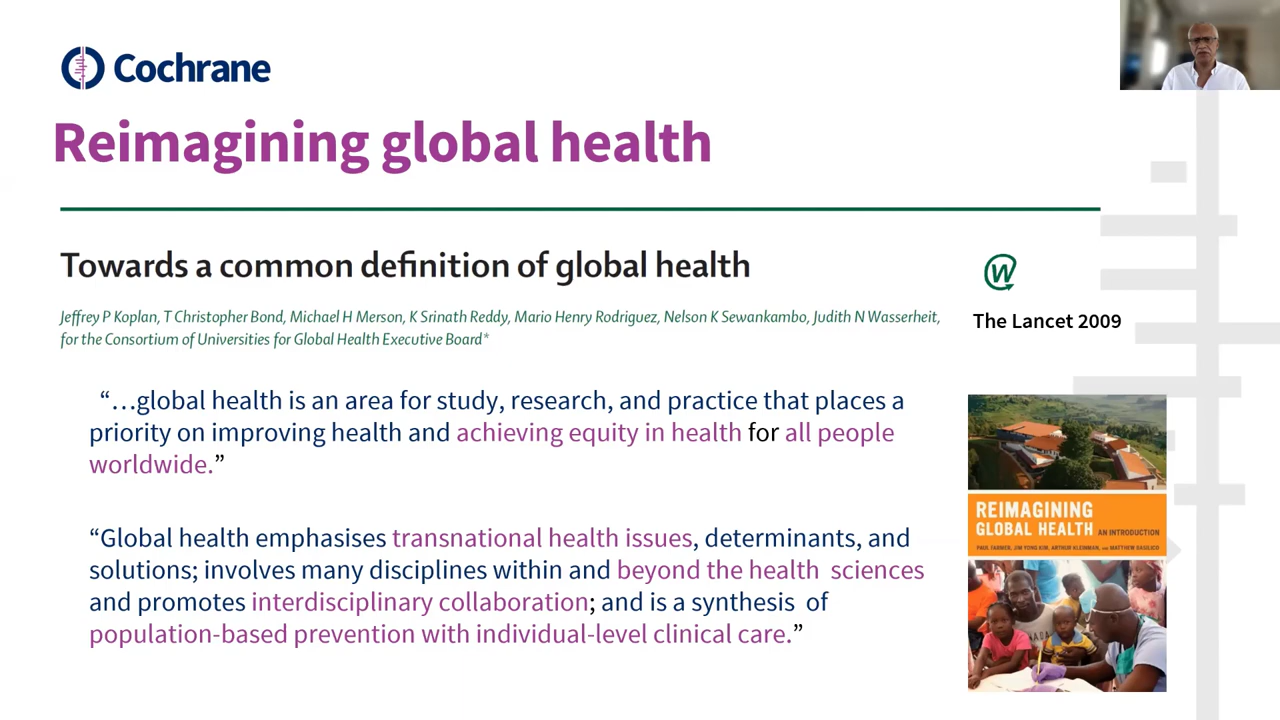 Cochrane
Reimagining global health
Towards a common definition of global health
Jeffrey P Koplan, T Christopher Bond, Michael H Merson, K Srinath Reddy, Mario Henry Rodriguez, Nelson K Sewankambo, Judith N Wasserheit,
for the Consortium of Universities for Global Health Executive Board*
W
The Lancet 2009
“…global health is an area for study, research, and practice that places a
priority on improving health and achieving equity in health for all people
worldwide.”
“Global health emphasises transnational health issues, determinants, and
solutions; involves many disciplines within and beyond the health sciences
and promotes interdisciplinary collaboration; and is a synthesis of
population-based prevention with individual-level clinical care.”
REIMAGINING
GLOBAL HEALTH AN INTRODUCTION
PAUL FARMER, JIM YONG KIM, ARTHUR KLEINMAN, AND MATTHEW BASILICO